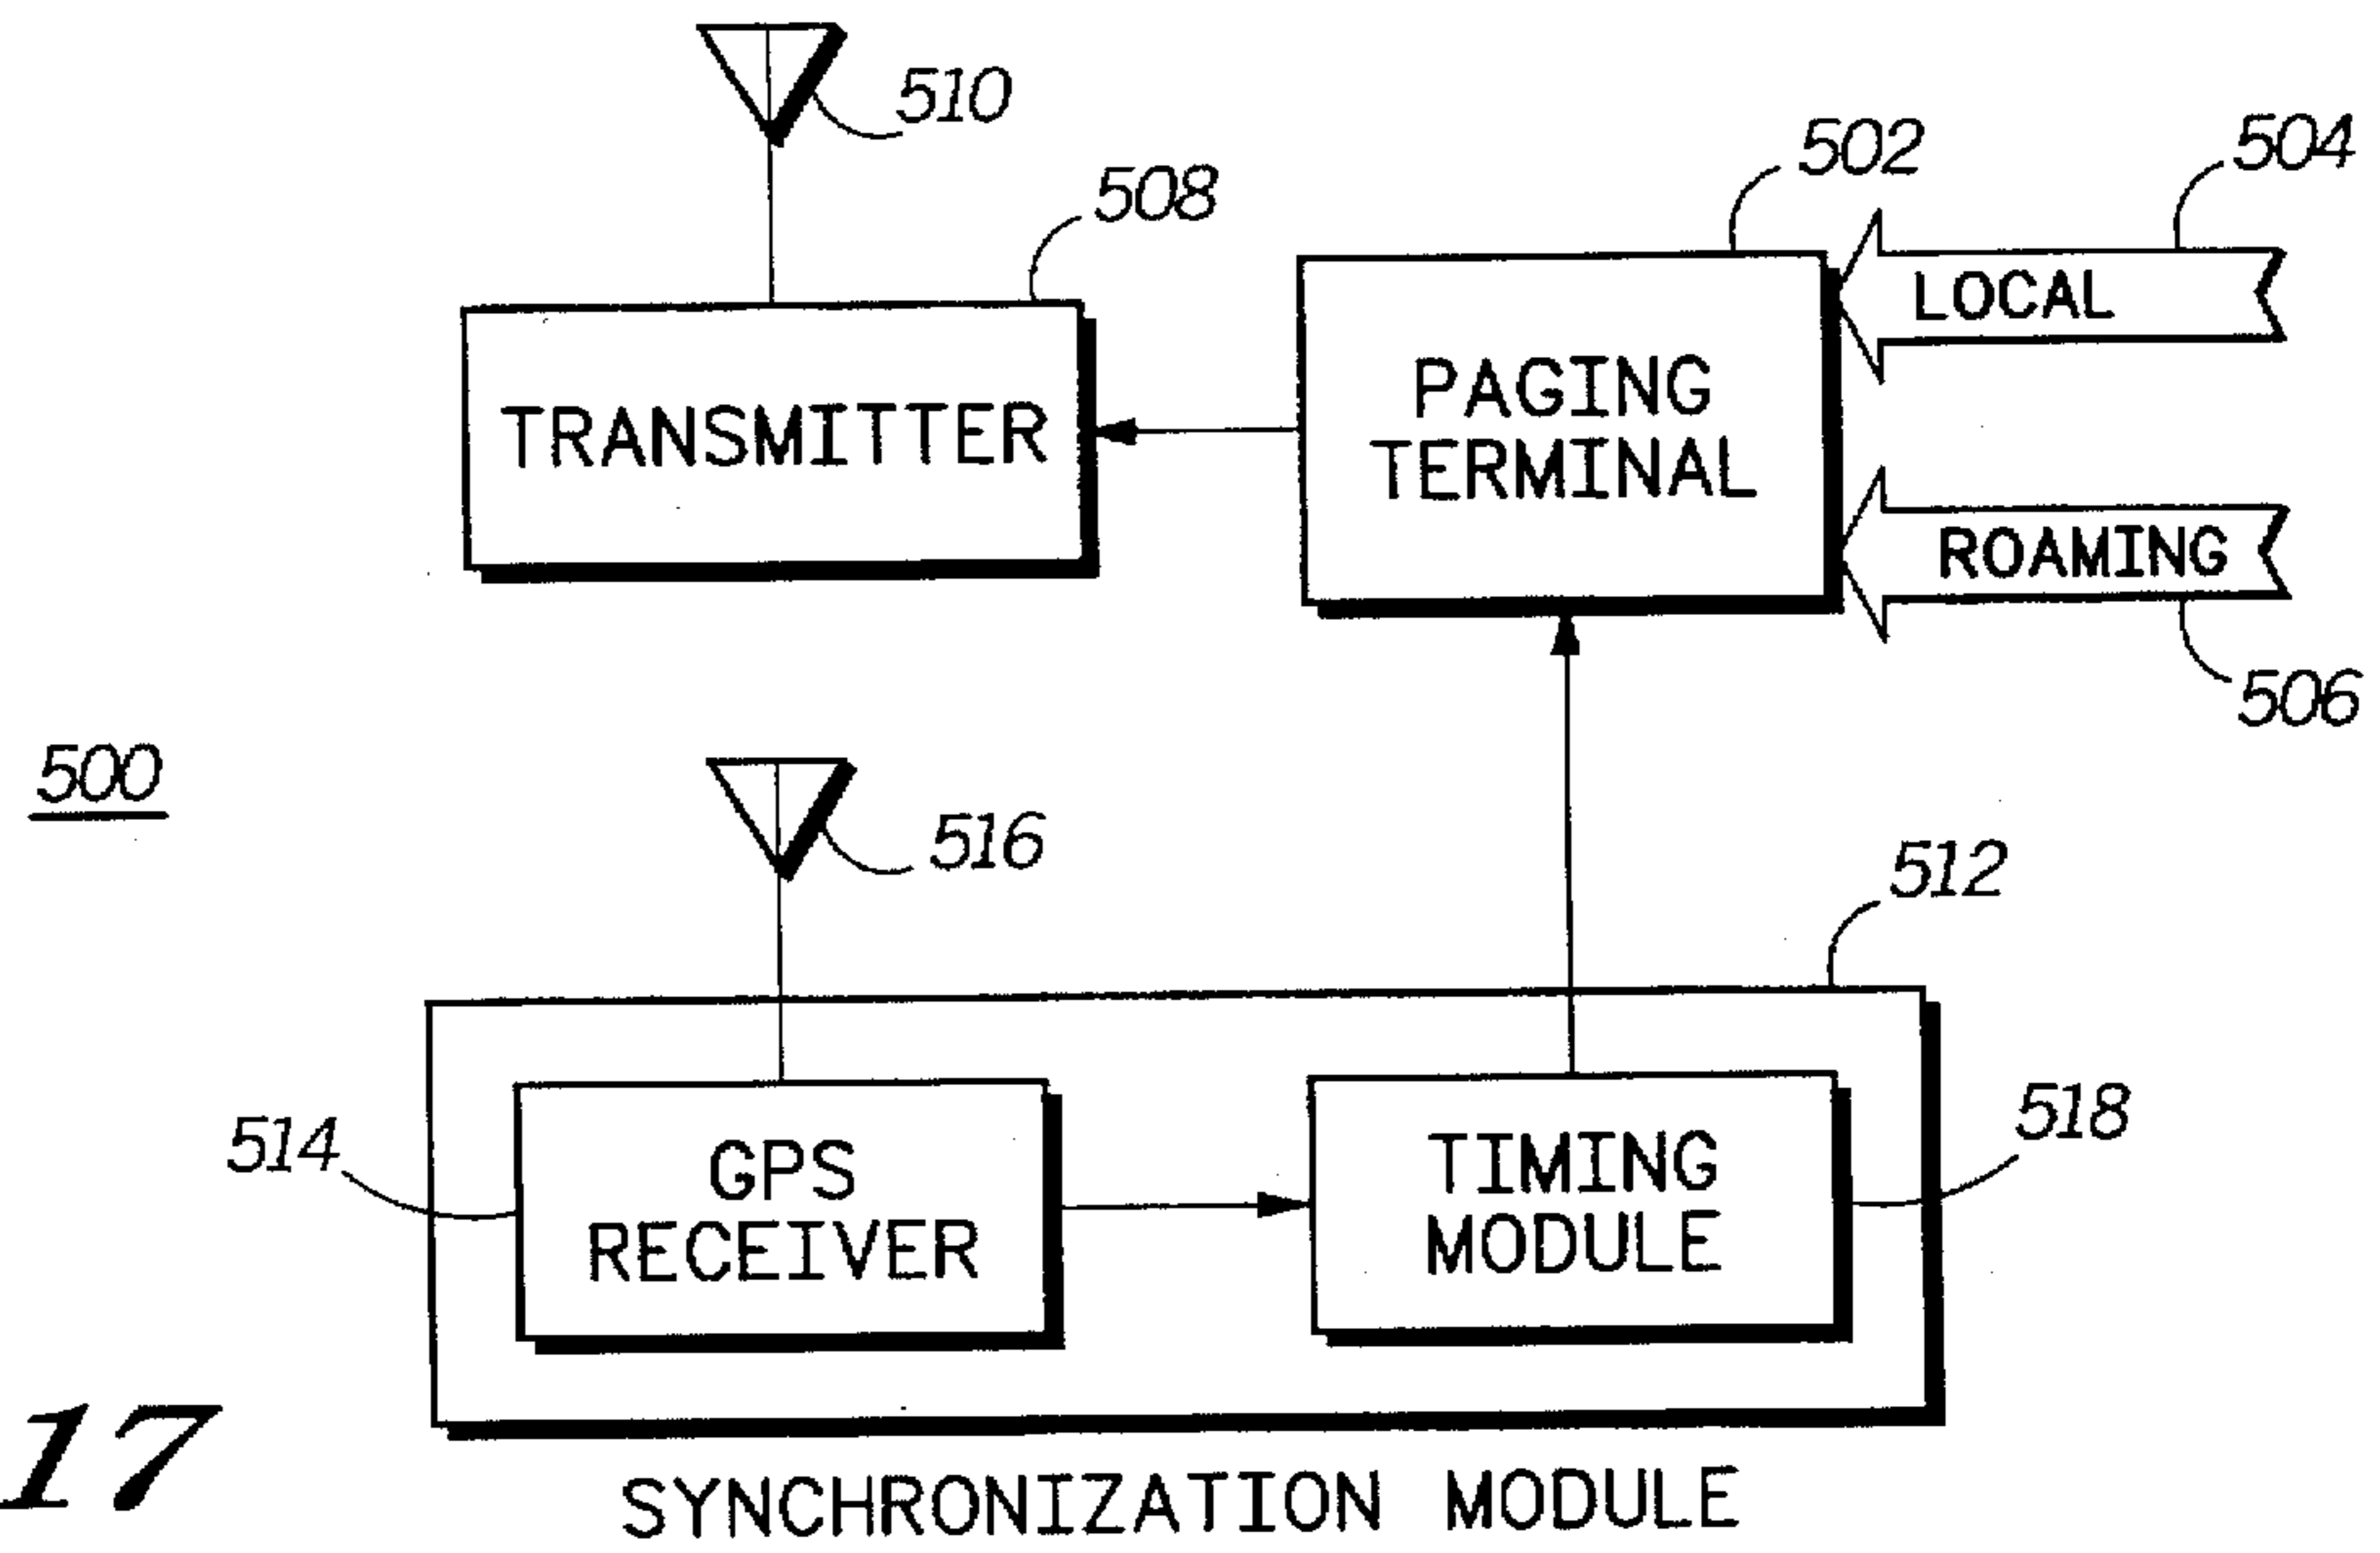 510
508
502
504
LOCAL
TRANSMITTER
PAGING
TERMINAL
ROAMING
506
500
516
512
514
GPS
RECEIVER
TIMING
MODULE
518
17
SYNCHRONIZATION MODULE